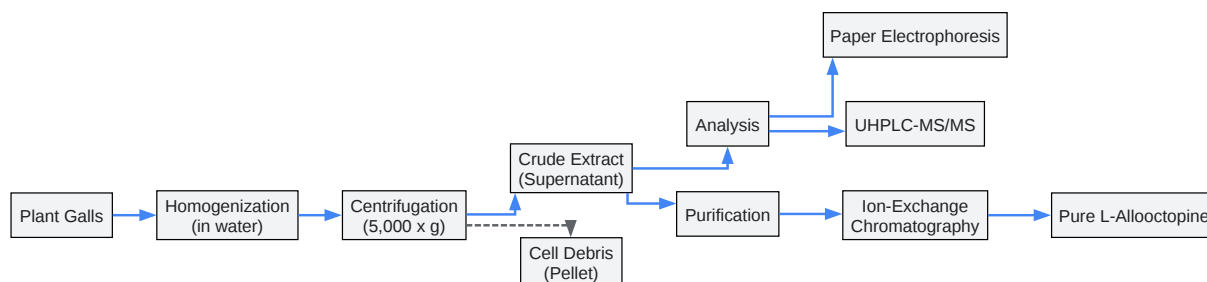 Plant Galls
Homogenization
(in water)
Centrifugation
(5,000 x g)
Crude Extract
(Supernatant)
Cell Debris
(Pellet)
Analysis
Paper Electrophoresis
UHPLC-MS/MS
Purification
Ion-Exchange
Chromatography
Pure L-Allooctopine